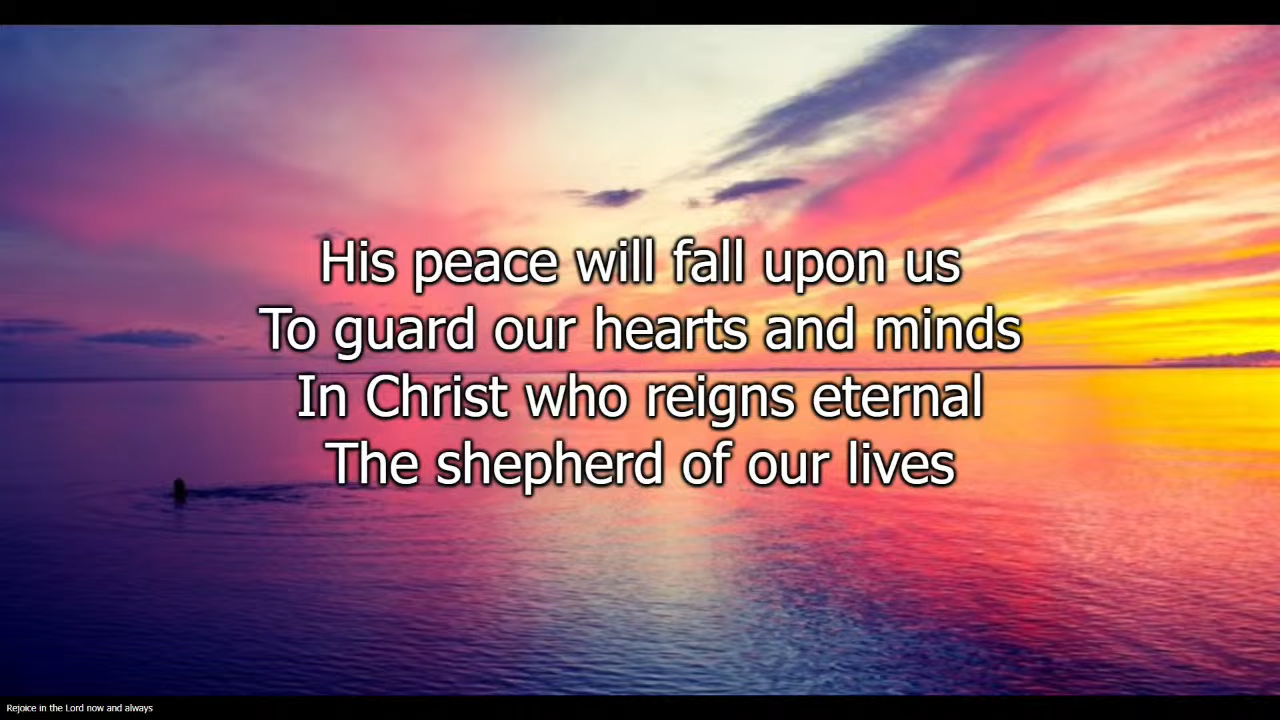 His peace will fall upon us
To guard our hearts and minds
In Christ who reigns eternal
The shepherd of our lives
Rejoice in the Lord now and always